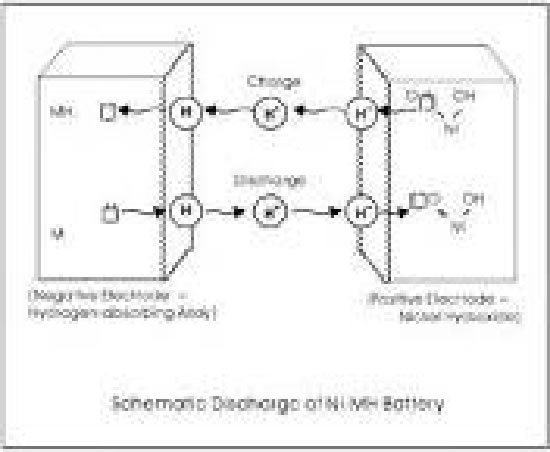 Charge
MH H H⁺ H⁺ OH
Ni
Discharge
H H⁺ H⁺ O OH
M Ni
(Negative Electrode –
Hydrogen-absorbing Alloy)
(Positive Electrode –
Nickel Hydroxide)
Schematic Discharge of Ni MH Battery